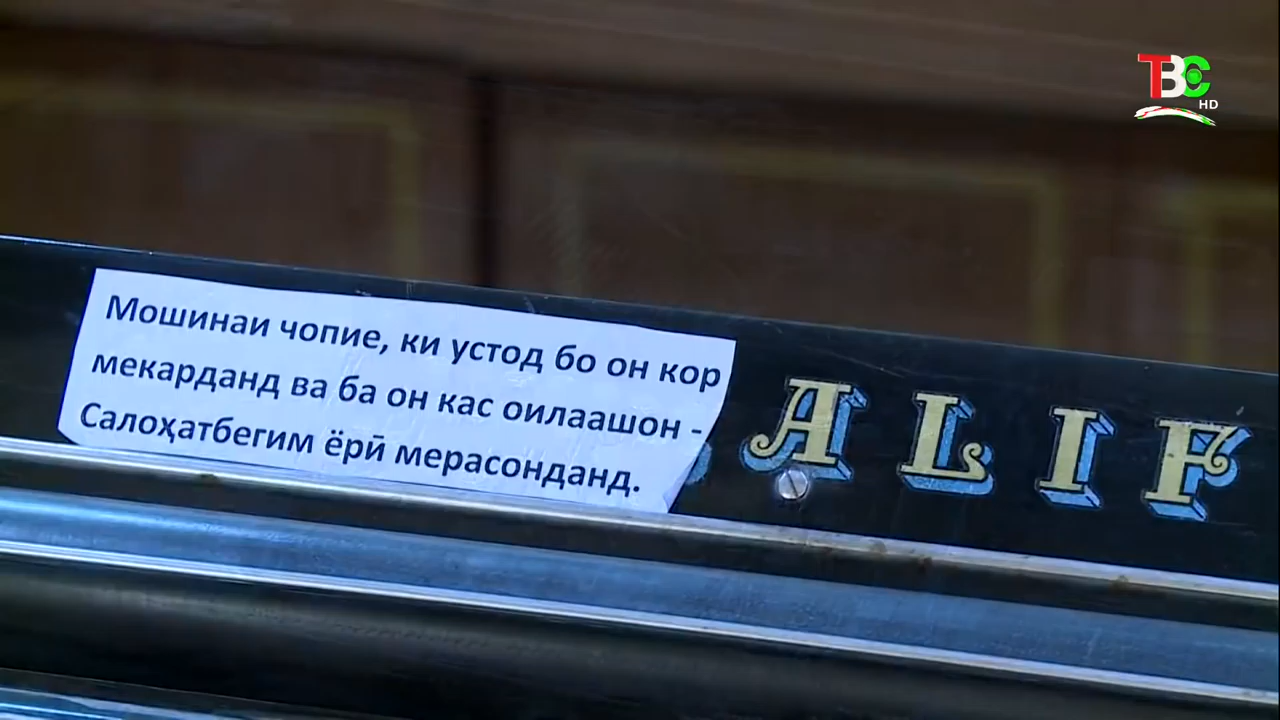 ТВС
HD
Мошинаи чопие, ки устод бо он кор
мекарданд ва ба он кас оилаашон -
Салоҳатбегим ёрӣ мерасонданд.
ALIF